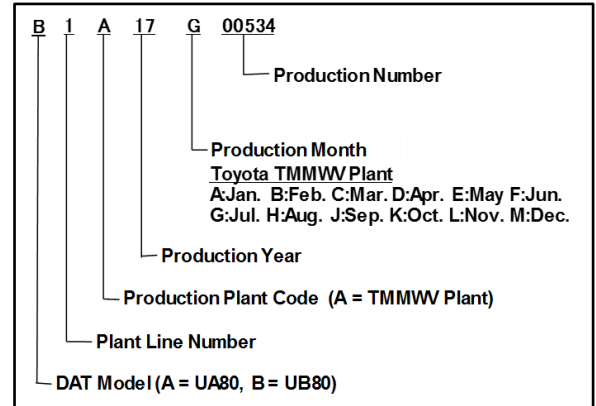 B 1 A 17 G 00534
Production Number
Production Month
Toyota TMMWV Plant
A:Jan. B:Feb. C:Mar. D:Apr. E:May F:Jun.
G:Jul. H:Aug. J:Sep. K:Oct. L:Nov. M:Dec.
Production Year
Production Plant Code (A = TMMWV Plant)
Plant Line Number
DAT Model (A = UA80, B = UB80)